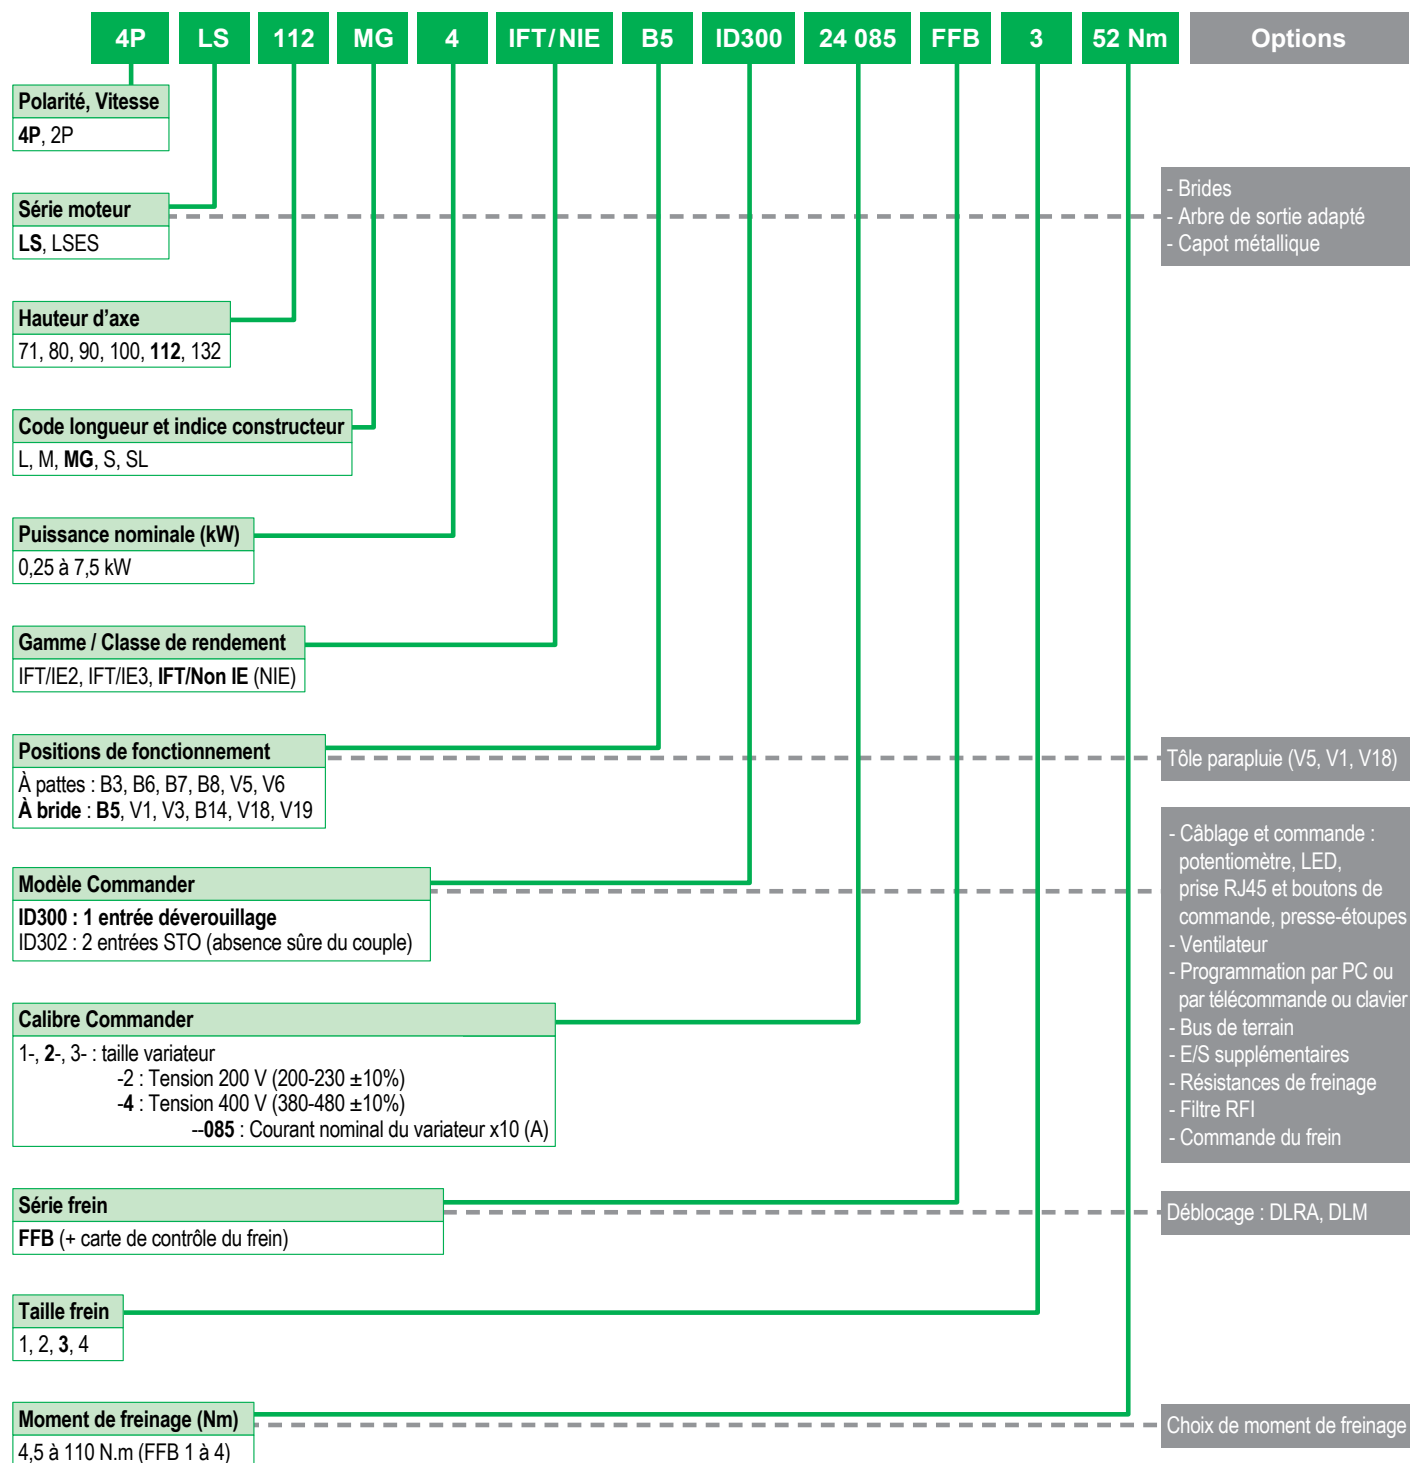 4P LS 112 MG 4 IFT/NIE B5 ID300 24 085 FFB 3 52 Nm Options
Polarité, Vitesse
4P, 2P
Série moteur
LS, LSES
- Brides
- Arbre de sortie adapté
- Capot métallique
Hauteur d’axe
71, 80, 90, 100, 112, 132
Code longueur et indice constructeur
L, M, MG, S, SL
Puissance nominale (kW)
0,25 à 7,5 kW
Gamme / Classe de rendement
IFT/IE2, IFT/IE3, IFT/Non IE (NIE)
Positions de fonctionnement
À pattes : B3, B6, B7, B8, V5, V6
À bride : B5, V1, V3, B14, V18, V19
Tôle parapluie (V5, V1, V18)
Modèle Commander
ID300 : 1 entrée déverouillage
ID302 : 2 entrées STO (absence sûre du couple)
- Câblage et commande :
potentiomètre, LED,
prise RJ45 et boutons de
commande, presse-étoupes
- Ventilateur
- Programmation par PC ou
par télécommande ou clavier
- Bus de terrain
- E/S supplémentaires
- Résistances de freinage
- Filtre RFI
- Commande du frein
Calibre Commander
1-, 2-, 3- : taille variateur
-2 : Tension 200 V (200-230 ±10%)
-4 : Tension 400 V (380-480 ±10%)
--085 : Courant nominal du variateur x10 (A)
Série frein
FFB (+ carte de contrôle du frein)
Déblocage : DLRA, DLM
Taille frein
1, 2, 3, 4
Moment de freinage (Nm)
4,5 à 110 N.m (FFB 1 à 4)
Choix de moment de freinage